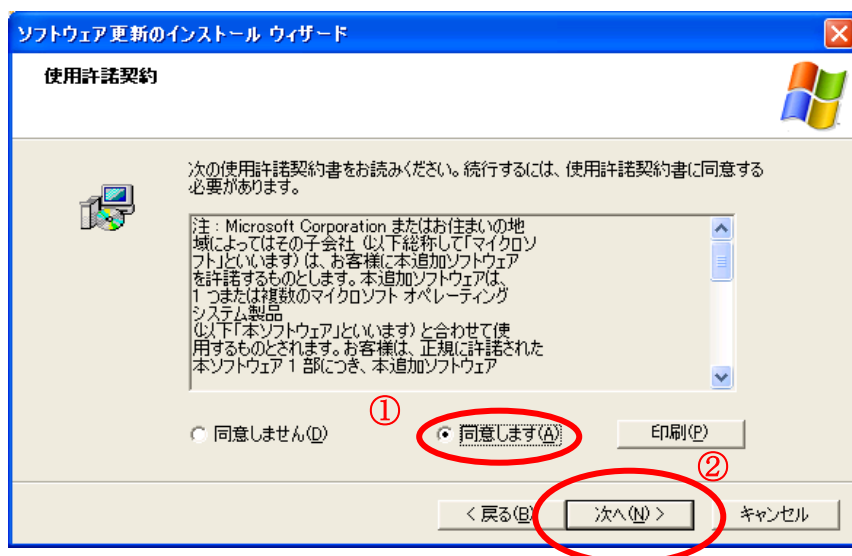 ソフトウェア更新のインストール ウィザード
使用許諾契約
次の使用許諾契約書をお読みください。続行するには、使用許諾契約書に同意する
必要があります。
注 : Microsoft Corporation またはお住まいの地
域によってはその子会社 (以下総称して「マイクロソ
フト」といいます) は、お客様に本追加ソフトウェア
を許諾するものとします。本追加ソフトウェアは、
1 つまたは複数のマイクロソフト オペレーティング
システム製品
(以下「本ソフトウェア」といいます) と合わせて使
用するものとされます。お客様は、正規に許諾された
本ソフトウェア 1 部につき、本追加ソフトウェア
①
同意しません(D)
同意します(A)
印刷(P)
②
< 戻る(B)
次へ(N) >
キャンセル